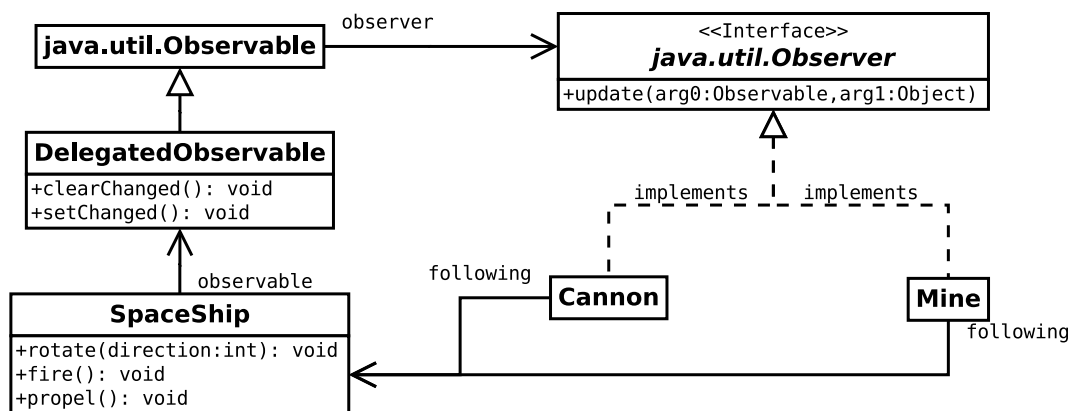 observer
java.util.Observable
<<Interface>>
java.util.Observer
+update(arg0:Observable,arg1:Object)
DelegatedObservable
+clearChanged(): void
+setChanged(): void
implements
implements
observable
following
Cannon
Mine
following
SpaceShip
+rotate(direction:int): void
+fire(): void
+propel(): void